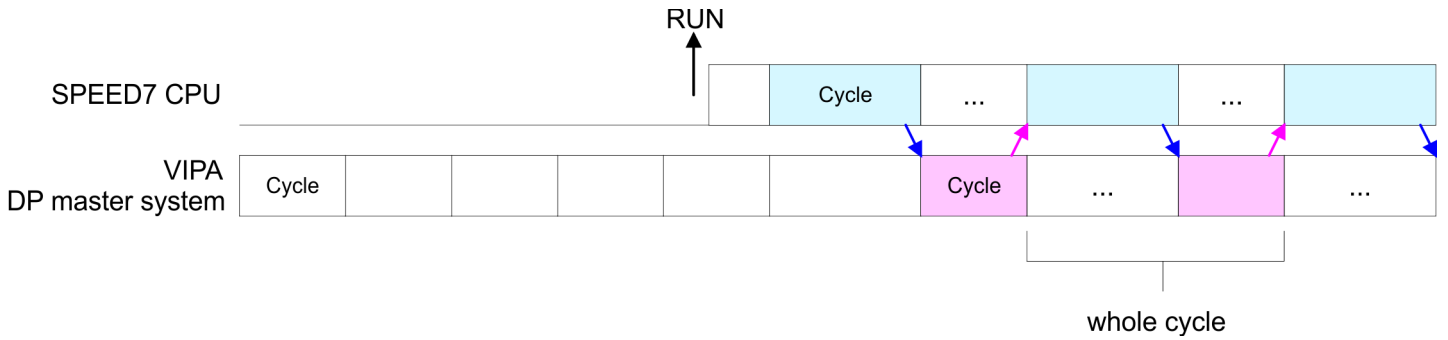 RUN
SPEED7 CPU
Cycle
...
...
VIPA
DP master system
Cycle
Cycle
...
...
whole cycle